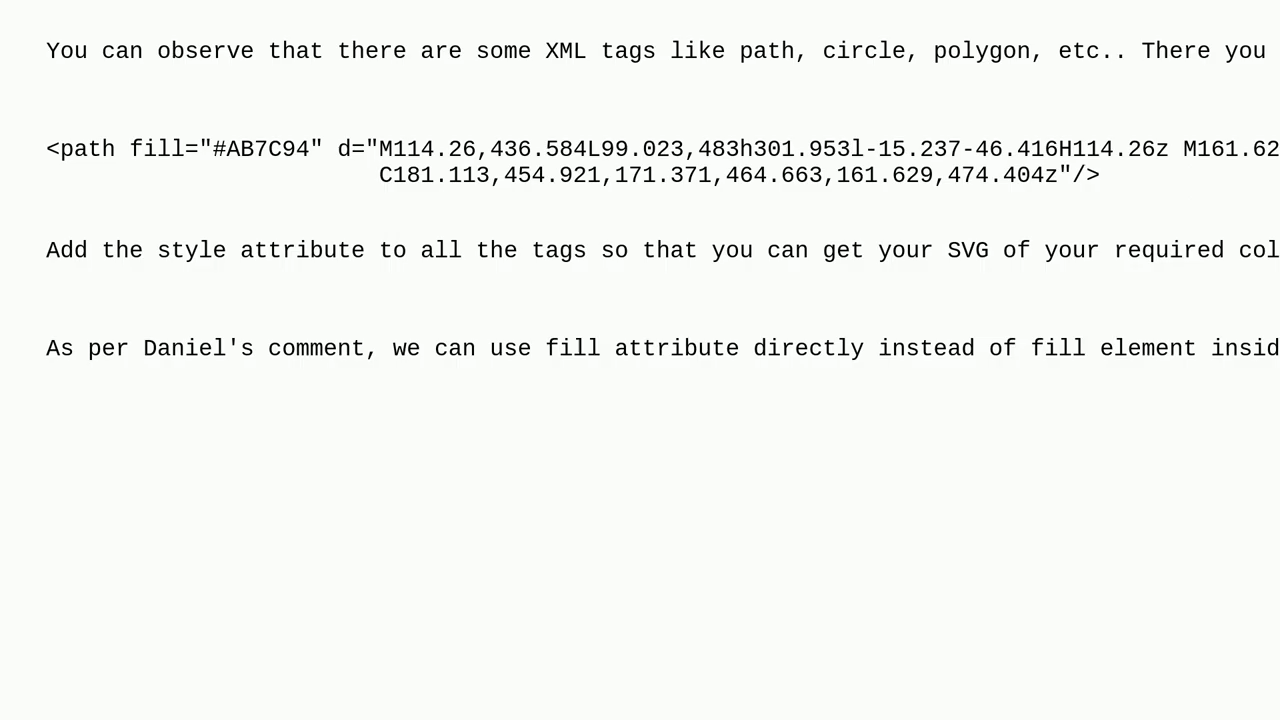 You can observe that there are some XML tags like path, circle, polygon, etc.. There you
<path fill="#AB7C94" d="M114.26,436.584L99.023,483h301.953l-15.237-46.416H114.26z M161.62
C181.113,454.921,171.371,464.663,161.629,474.404z"/>
Add the style attribute to all the tags so that you can get your SVG of your required col
As per Daniel's comment, we can use fill attribute directly instead of fill element insid